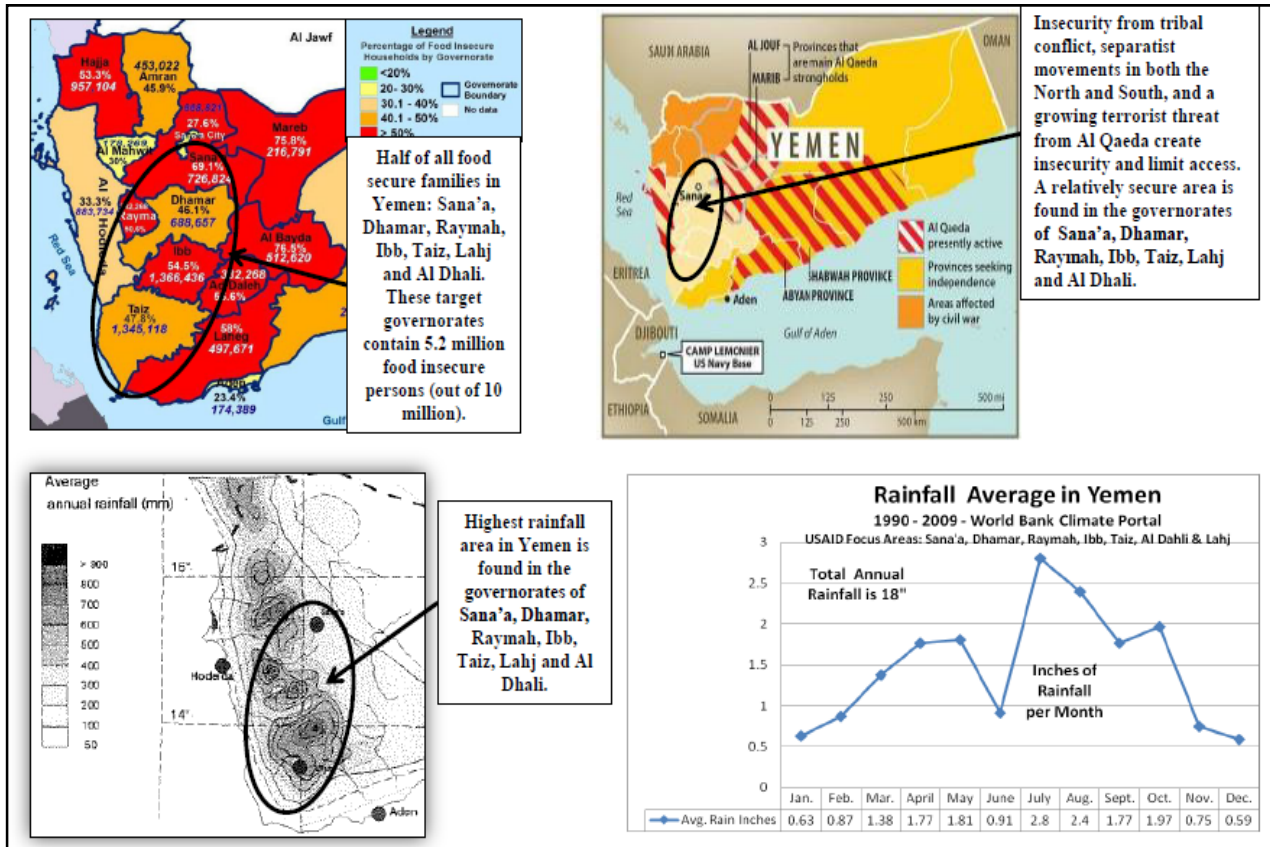 Al Jawf
Hajja
53.3%
957,104
453,022
Amran
45.9%
27.6%
Mareb
75.8%
216,791
Al Mahwit
30%
Sana
69.1%
726,824
Al Hodieda
33.3%
Rayma
Dhamar
46.1%
688,657
Al Bayda
76.5%
512,620
Ibb
54.5%
1,366,436
Taiz
47.8%
1,345,118
58%
Laheg
497,671
23.4%
174,389
Red Sea
Gulf
Legend
Percentage of Food Insecure
Households by Governorate
<20%
20- 30%
30.1 - 40%
40.1 - 50%
> 50%
Governorate
Boundary
No data
Half of all food
secure families in
Yemen: Sana’a,
Dhamar, Raymah,
Ibb, Taiz, Lahj
and Al Dhali.
These target
governorates
contain 5.2 million
food insecure
persons (out of 10
million).
SAUDI ARABIA
OMAN
AL JOUF
MARIB
Provinces that
are main Al Qaeda
strongholds
YEMEN
Sanaa
Red
Sea
ERITREA
Aden
SHABWAH PROVINCE
ABYAN PROVINCE
Gulf of Aden
DJIBOUTI
CAMP LEMONIER
US Navy Base
ETHIOPIA
SOMALIA
Al Qaeda
presently active
Provinces seeking
independence
Areas affected
by civil war
0 125 250 500 mi
0 125 250 500 km
Insecurity from tribal
conflict, separatist
movements in both the
North and South, and a
growing terrorist threat
from Al Qaeda create
insecurity and limit access.
A relatively secure area is
found in the governorates
of Sana’a, Dhamar,
Raymah, Ibb, Taiz, Lahj
and Al Dhali.
Average
annual rainfall (mm)
> 900
800
700
600
500
400
300
200
100
50
16°
14°
Aden
Highest rainfall
area in Yemen is
found in the
governorates of
Sana’a, Dhamar,
Raymah, Ibb,
Taiz, Lahj and Al
Dhali.
Rainfall Average in Yemen
1990 - 2009 - World Bank Climate Portal
USAID Focus Areas: Sana'a, Dhamar, Raymah, Ibb, Taiz, Al Dahli & Lahj
Total Annual
Rainfall is 18"
Inches of
Rainfall
per Month
3
2.5
2
1.5
1
0.5
0
Jan. Feb. Mar. April May June July Aug. Sept. Oct. Nov. Dec.
Avg. Rain Inches 0.63 0.87 1.38 1.77 1.81 0.91 2.8 2.4 1.77 1.97 0.75 0.59